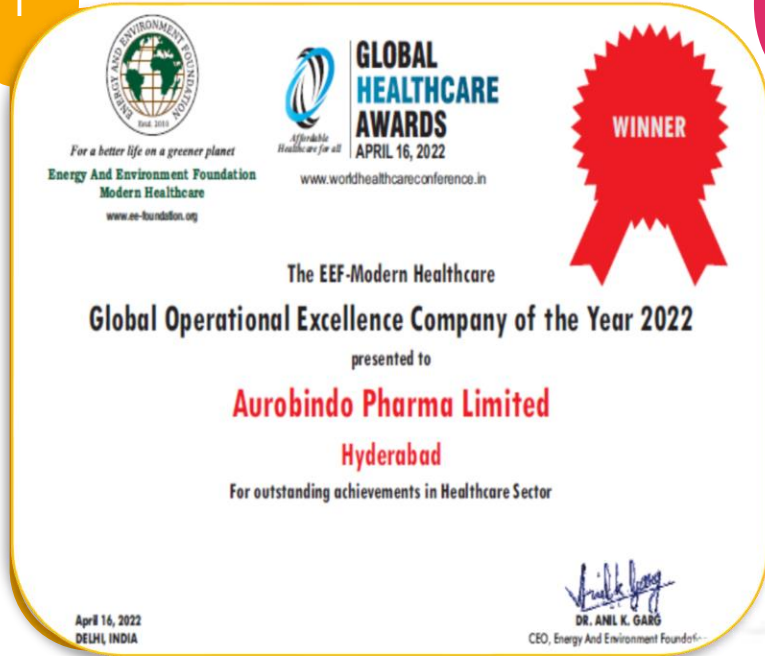 ENERGY AND ENVIRONMENT FOUNDATION
Estd. 2010
For a better life on a greener planet
Energy And Environment Foundation
Modern Healthcare
www.ee-foundation.org
GLOBAL
HEALTHCARE
AWARDS
APRIL 16, 2022
Affordable
Healthcare for all
www.worldhealthcareconference.in
WINNER
The EEF-Modern Healthcare
Global Operational Excellence Company of the Year 2022
presented to
Aurobindo Pharma Limited
Hyderabad
For outstanding achievements in Healthcare Sector
April 16, 2022
DELHI, INDIA
DR. ANIL K. GARG
CEO, Energy And Environment